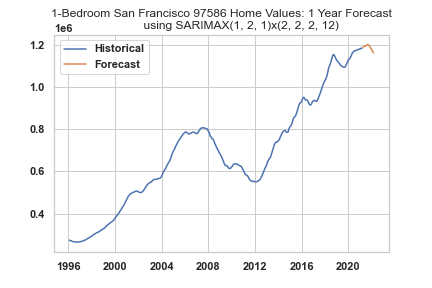 1-Bedroom San Francisco 97586 Home Values: 1 Year Forecast
using SARIMAX(1, 2, 1)x(2, 2, 2, 12)
1e6
Historical
Forecast
1.2
1.0
0.8
0.6
0.4
1996 2000 2004 2008 2012 2016 2020